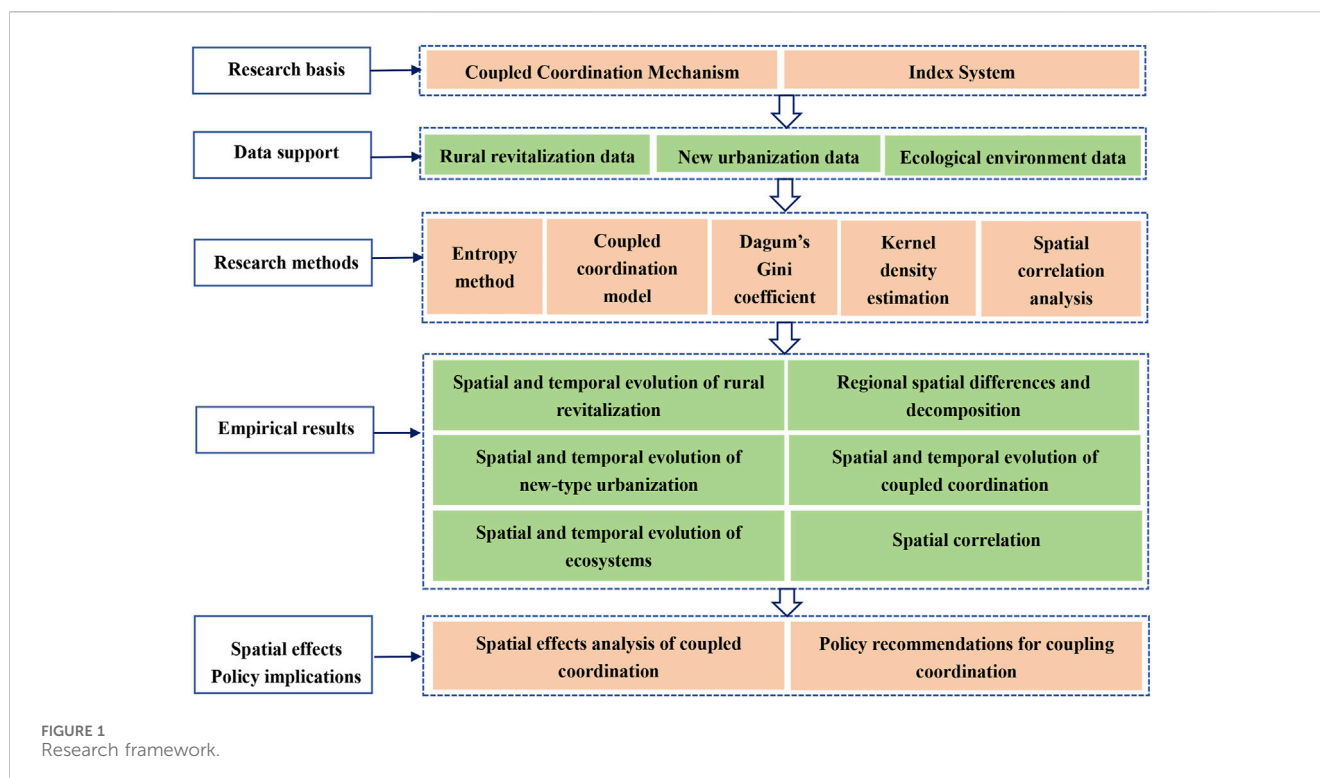 Research basis
Coupled Coordination Mechanism
Index System
Data support
Rural revitalization data
New urbanization data
Ecological environment data
Research methods
Entropy
method
Coupled
coordination
model
Dagum's
Gini
coefficient
Kernel
density
estimation
Spatial
correlation
analysis
Empirical results
Spatial and temporal evolution of rural
revitalization
Regional spatial differences and
decomposition
Spatial and temporal evolution of
new-type urbanization
Spatial and temporal evolution of
coupled coordination
Spatial and temporal evolution of
ecosystems
Spatial correlation
Spatial effects
Policy implications
Spatial effects analysis of coupled
coordination
Policy recommendations for coupling
coordination
FIGURE 1
Research framework.